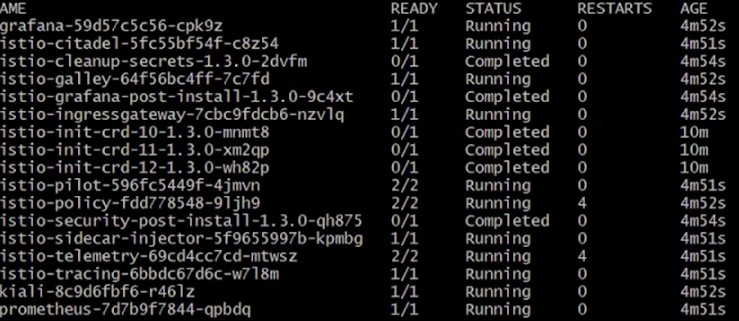 AME READY STATUS RESTARTS AGE
grafana-59d57c5c56-cpk9z 1/1 Running 0 4m52s
istio-citadel-5fc55bf54f-c8z54 1/1 Running 0 4m51s
istio-cleanup-secrets-1.3.0-2dvfm 0/1 Completed 0 4m54s
istio-galley-64f56bc4ff-7c7fd 1/1 Running 0 4m52s
istio-grafana-post-install-1.3.0-9c4xt 0/1 Completed 0 4m54s
istio-ingressgateway-7cbc9fdcb6-nzvlq 1/1 Running 0 4m52s
istio-init-crd-10-1.3.0-mnmt8 0/1 Completed 0 10m
istio-init-crd-11-1.3.0-xm2qp 0/1 Completed 0 10m
istio-init-crd-12-1.3.0-wh82p 0/1 Completed 0 10m
istio-pilot-596fc5449f-4jmvn 2/2 Running 0 4m51s
istio-policy-fdd778548-9ljh9 2/2 Running 4 4m52s
istio-security-post-install-1.3.0-qh875 0/1 Completed 0 4m54s
istio-sidecar-injector-5f9655997b-kpmbg 1/1 Running 0 4m51s
istio-telemetry-69cd4cc7cd-mtwsz 2/2 Running 4 4m51s
istio-tracing-6bbdc67d6c-w7l8m 1/1 Running 0 4m51s
kiali-8c9d6fbf6-r46lz 1/1 Running 0 4m52s
prometheus-7d7b9f7844-qpbdq 1/1 Running 0 4m51s